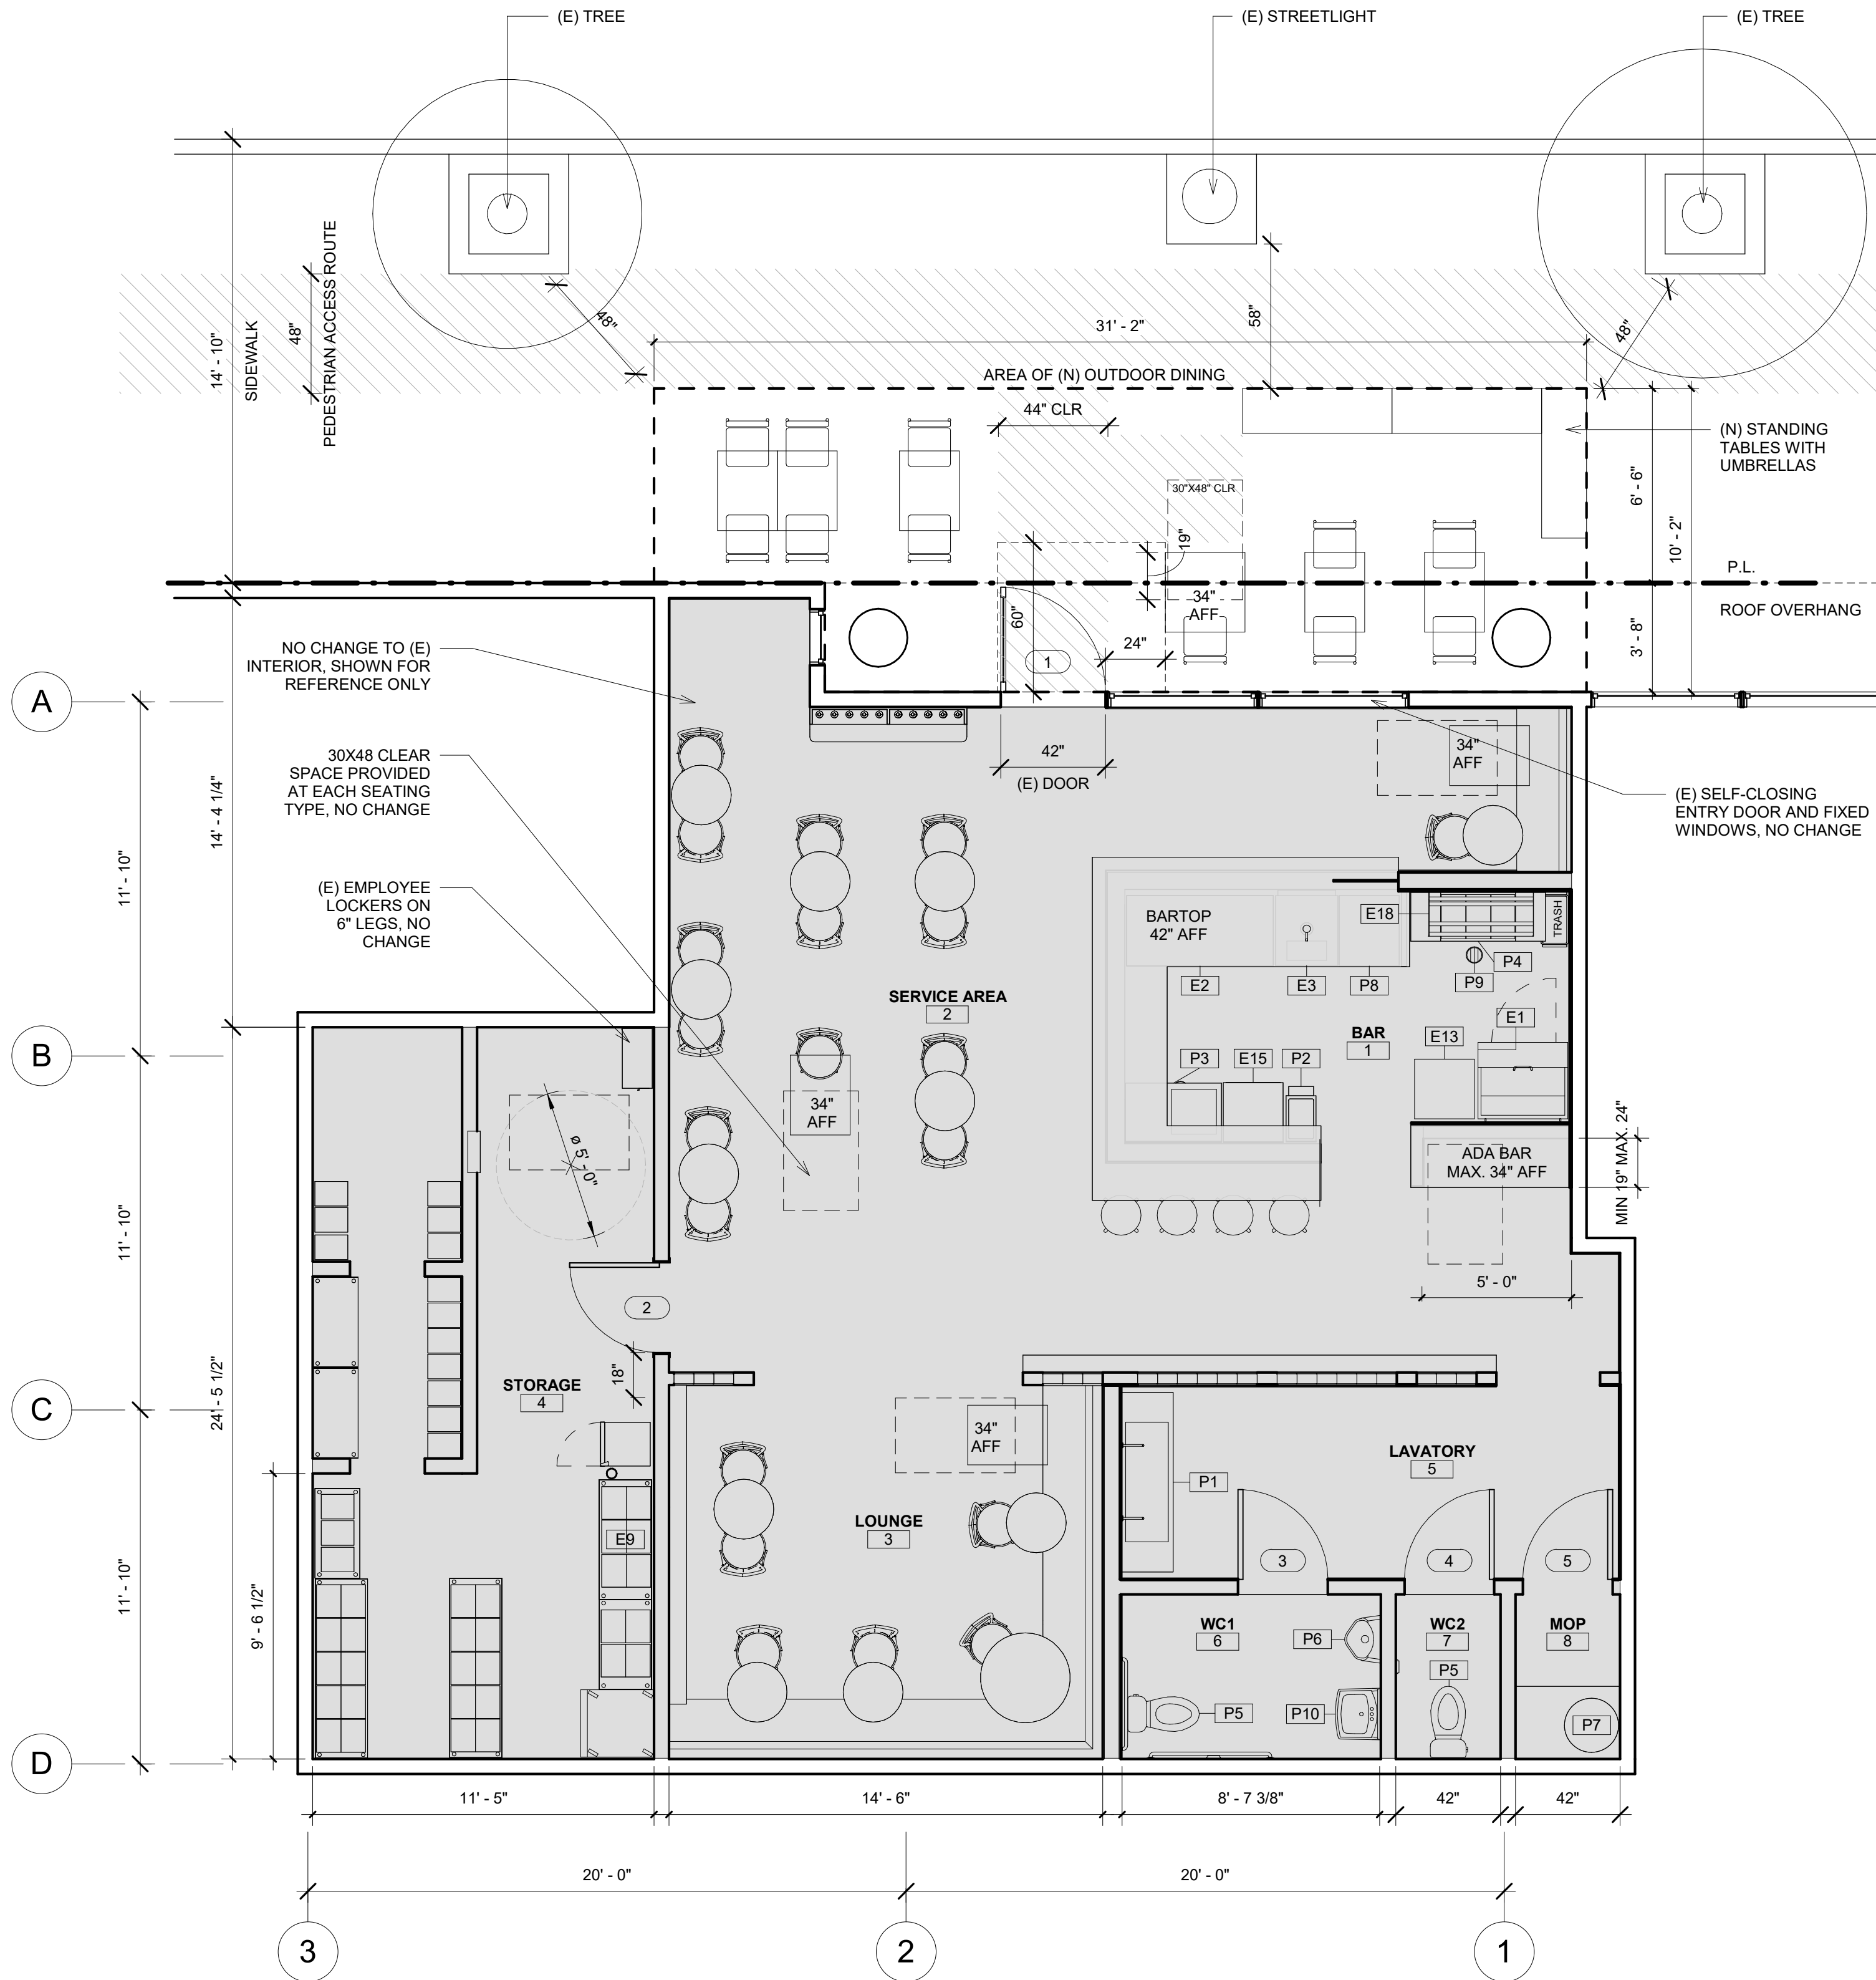 (E) TREE
(E) STREETLIGHT
(E) TREE
14' - 10"
SIDEWALK
48"
PEDESTRIAN ACCESS ROUTE
48"
31' - 2"
58"
48"
AREA OF (N) OUTDOOR DINING
44" CLR
(N) STANDING
TABLES WITH
UMBRELLAS
30"X48" CLR
6' - 6"
10' - 2"
19"
P.L.
34"
AFF
ROOF OVERHANG
60"
24"
3' - 8"
1
NO CHANGE TO (E)
INTERIOR, SHOWN FOR
REFERENCE ONLY
A
30X48 CLEAR
SPACE PROVIDED
AT EACH SEATING
TYPE, NO CHANGE
42"
(E) DOOR
34"
AFF
(E) SELF-CLOSING
ENTRY DOOR AND FIXED
WINDOWS, NO CHANGE
14' - 4 1/4"
11' - 10"
(E) EMPLOYEE
LOCKERS ON
6" LEGS, NO
CHANGE
BARTOP
42" AFF
E18
TRASH
P4
P9
E2
E3
P8
SERVICE AREA
2
E1
BAR
1
E13
B
P3
E15
P2
34"
AFF
ø 5' - 0"
ADA BAR
MAX. 34" AFF
MIN 19" MAX. 24"
11' - 10"
5' - 0"
2
18"
24' - 5 1/2"
STORAGE
4
C
34"
AFF
LAVATORY
5
P1
LOUNGE
3
E9
3
4
5
11' - 10"
9' - 6 1/2"
WC1
6
P6
WC2
7
MOP
8
P5
P5
P10
P7
D
11' - 5"
14' - 6"
8' - 7 3/8"
42"
42"
20' - 0"
20' - 0"
3
2
1